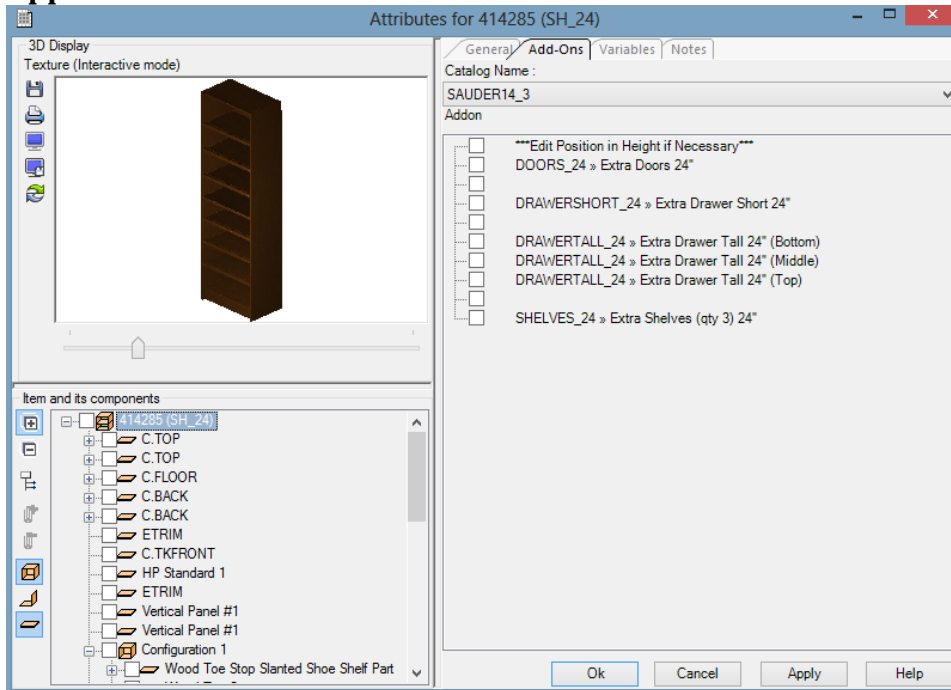 Attributes for 414285 (SH_24)
3D Display
Texture (Interactive mode)
Item and its components
414285 (SH_24)
C.TOP
C.TOP
C.FLOOR
C.BACK
C.BACK
ETRIM
C.TKFRONT
HP Standard 1
ETRIM
Vertical Panel #1
Vertical Panel #1
Configuration 1
Wood Toe Stop Slanted Shoe Shelf Part
General Add-Ons Variables Notes
Catalog Name :
SAUDER14_3
Addon
***Edit Position in Height if Necessary***
DOORS_24 » Extra Doors 24"
DRAWERSHORT_24 » Extra Drawer Short 24"
DRAWERTALL_24 » Extra Drawer Tall 24" (Bottom)
DRAWERTALL_24 » Extra Drawer Tall 24" (Middle)
DRAWERTALL_24 » Extra Drawer Tall 24" (Top)
SHELVES_24 » Extra Shelves (qty 3) 24"
Ok Cancel Apply Help